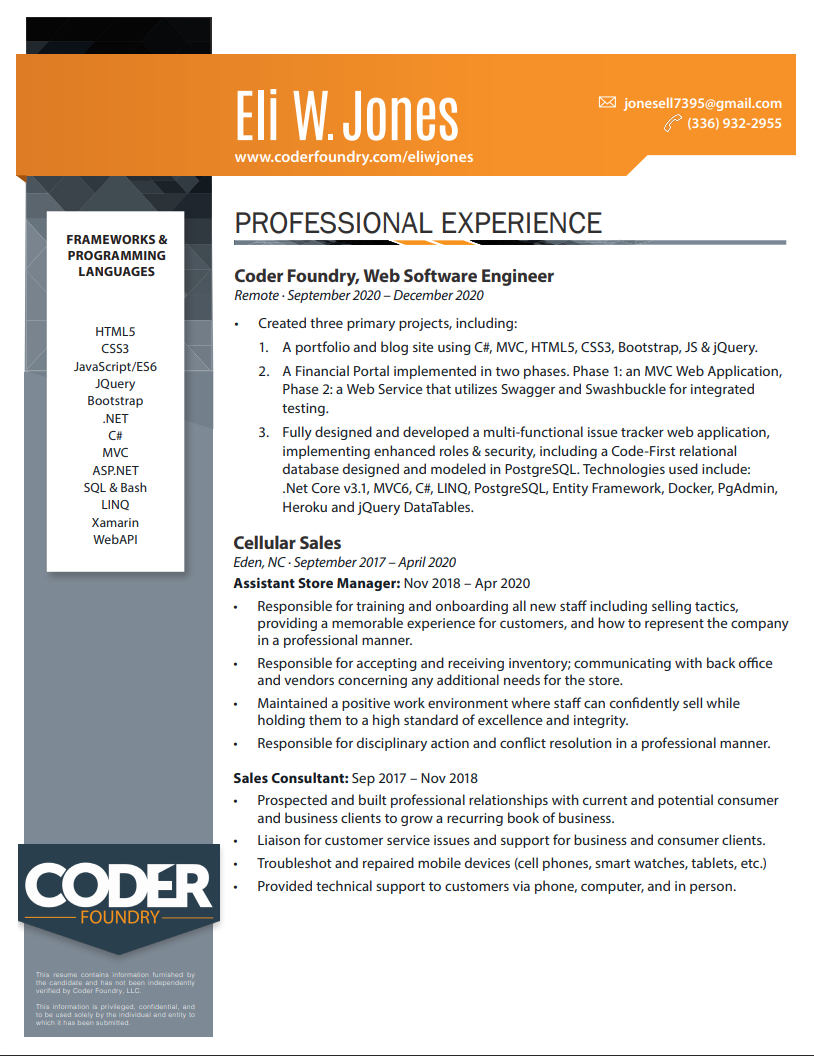 Eli W. Jones
www.coderfoundry.com/eliwjones
jonesell7395@gmail.com
(336) 932-2955
FRAMEWORKS &
PROGRAMMING
LANGUAGES
HTML5
CSS3
JavaScript/ES6
JQuery
Bootstrap
.NET
C#
MVC
ASP.NET
SQL & Bash
LINQ
Xamarin
WebAPI
PROFESSIONAL EXPERIENCE
Coder Foundry, Web Software Engineer
Remote · September 2020 – December 2020
• Created three primary projects, including:
1. A portfolio and blog site using C#, MVC, HTML5, CSS3, Bootstrap, JS & jQuery.
2. A Financial Portal implemented in two phases. Phase 1: an MVC Web Application,
Phase 2: a Web Service that utilizes Swagger and Swashbuckle for integrated
testing.
3. Fully designed and developed a multi-functional issue tracker web application,
implementing enhanced roles & security, including a Code-First relational
database designed and modeled in PostgreSQL. Technologies used include:
.Net Core v3.1, MVC6, C#, LINQ, PostgreSQL, Entity Framework, Docker, PgAdmin,
Heroku and jQuery DataTables.
Cellular Sales
Eden, NC · September 2017 – April 2020
Assistant Store Manager: Nov 2018 – Apr 2020
• Responsible for training and onboarding all new staff including selling tactics,
providing a memorable experience for customers, and how to represent the company
in a professional manner.
• Responsible for accepting and receiving inventory; communicating with back office
and vendors concerning any additional needs for the store.
• Maintained a positive work environment where staff can confidently sell while
holding them to a high standard of excellence and integrity.
• Responsible for disciplinary action and conflict resolution in a professional manner.
Sales Consultant: Sep 2017 – Nov 2018
• Prospected and built professional relationships with current and potential consumer
and business clients to grow a recurring book of business.
• Liaison for customer service issues and support for business and consumer clients.
• Troubleshot and repaired mobile devices (cell phones, smart watches, tablets, etc.)
• Provided technical support to customers via phone, computer, and in person.
CODER
FOUNDRY
This resume contains information furnished by
the candidate and has not been independently
verified by Coder Foundry, LLC.
This information is privileged, confidential, and
to be used solely by the individual and entity to
which it has been submitted.